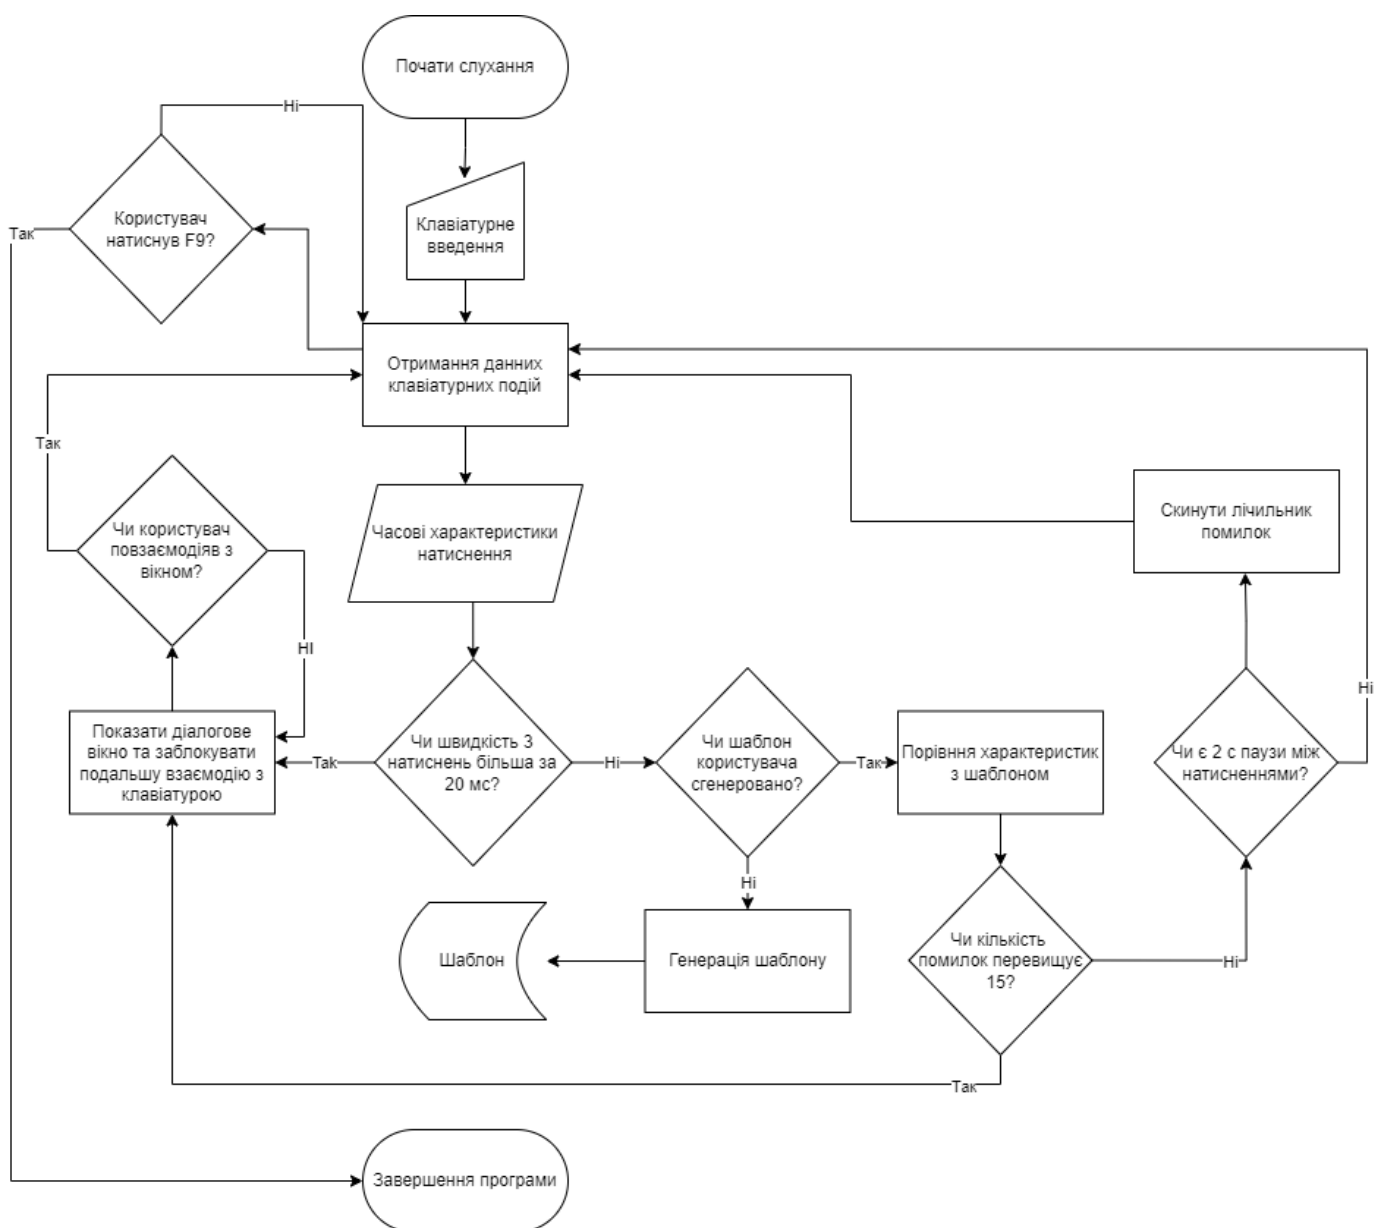 Почати слухання
Ні
Користувач
натиснув F9?
Так
Клавіатурне
введення
Отримання данних
клавіатурних подій
Так
Чи користувач
повзаємодіяв з
вікном?
НІ
Часові характеристики
натиснення
Скинути лічильник
помилок
Показати діалогове
вікно та заблокувати
подальшу взаємодію з
клавіатурою
Так
Чи швидкість 3
натиснень більша за
20 мс?
Ні
Чи шаблон
користувача
сгенеровано?
Так
Порівння характеристик
з шаблоном
Чи є 2 с паузи між
натисненнями?
Ні
Ні
Шаблон
Генерація шаблону
Чи кількість
помилок перевищує
15?
Ні
Так
Завершення програми